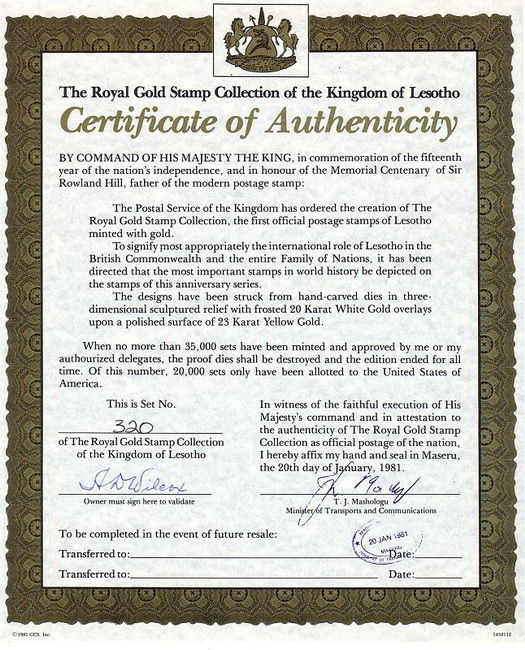 The Royal Gold Stamp Collection of the Kingdom of Lesotho
Certificate of Authenticity
BY COMMAND OF HIS MAJESTY THE KING, in commemoration of the fifteenth
year of the nation's independence, and in honour of the Memorial Centenary of Sir
Rowland Hill, father of the modern postage stamp:
The Postal Service of the Kingdom has ordered the creation of The
Royal Gold Stamp Collection, the first official postage stamps of Lesotho
minted with gold.
To signify most appropriately the international role of Lesotho in the
British Commonwealth and the entire Family of Nations, it has been
directed that the most important stamps in world history be depicted on
the stamps of this anniversary series.
The designs have been struck from hand-carved dies in three-
dimensional sculptured relief with frosted 20 Karat White Gold overlays
upon a polished surface of 23 Karat Yellow Gold.
When no more than 35,000 sets have been minted and approved by me or my
authourized delegates, the proof dies shall be destroyed and the edition ended for all
time. Of this number, 20,000 sets only have been allotted to the United States of
America.
This is Set No.
320
of The Royal Gold Stamp Collection
of the Kingdom of Lesotho
HDWilcox
Owner must sign here to validate
In witness of the faithful execution of His
Majesty's command and in attestation to
the authenticity of The Royal Gold Stamp
Collection as official postage of the nation,
I hereby affix my hand and seal in Maseru,
the 20th day of January, 1981.
T. J. Mashologu
Minister of Transports and Communications
To be completed in the event of future resale:
20 JAN 1981
MASERU
Transferred to: Date:
Transferred to: Date:
©1981 CCS, Inc.
1450112